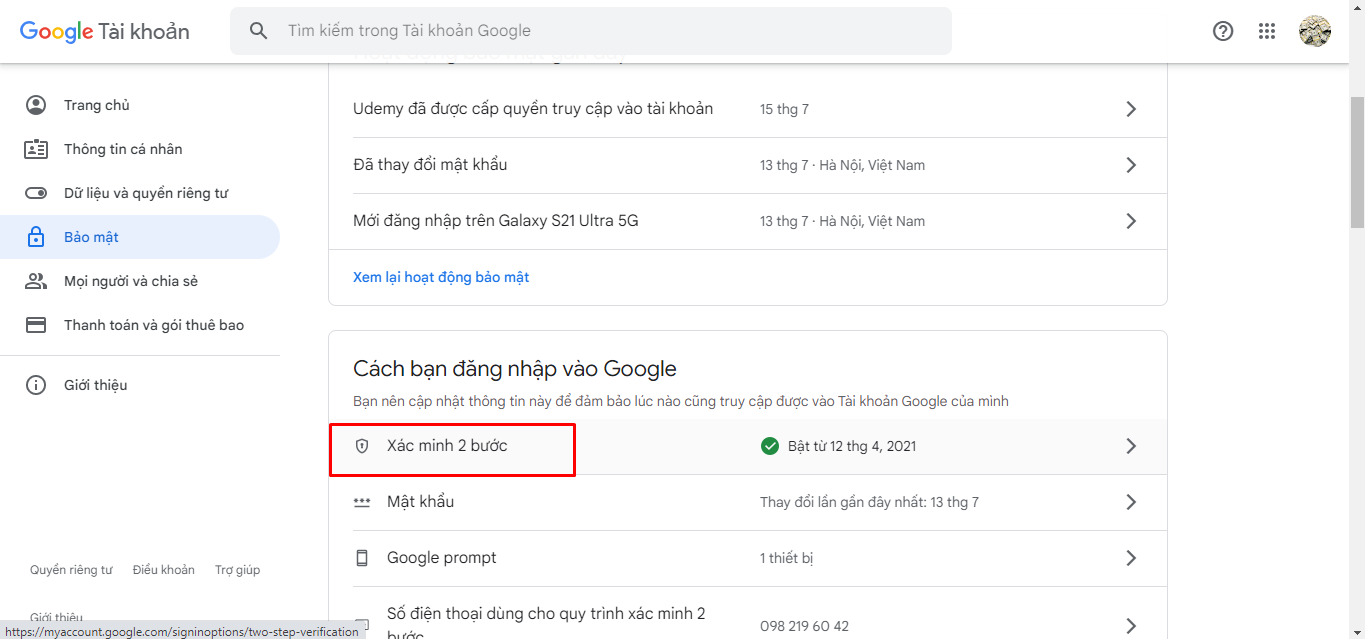 Google Tài khoản
Tìm kiếm trong Tài khoản Google
Trang chủ
Thông tin cá nhân
Dữ liệu và quyền riêng tư
Bảo mật
Mọi người và chia sẻ
Thanh toán và gói thuê bao
Giới thiệu
Quyền riêng tư Điều khoản Trợ giúp
Giới thiệu
https://myaccount.google.com/signinoptions/two-step-verification
Udemy đã được cấp quyền truy cập vào tài khoản 15 thg 7
Đã thay đổi mật khẩu 13 thg 7 · Hà Nội, Việt Nam
Mới đăng nhập trên Galaxy S21 Ultra 5G 13 thg 7 · Hà Nội, Việt Nam
Xem lại hoạt động bảo mật
Cách bạn đăng nhập vào Google
Bạn nên cập nhật thông tin này để đảm bảo lúc nào cũng truy cập được vào Tài khoản Google của mình
Xác minh 2 bước Bật từ 12 thg 4, 2021
Mật khẩu Thay đổi lần gần đây nhất: 13 thg 7
Google prompt 1 thiết bị
Số điện thoại dùng cho quy trình xác minh 2
bước 098 219 60 42